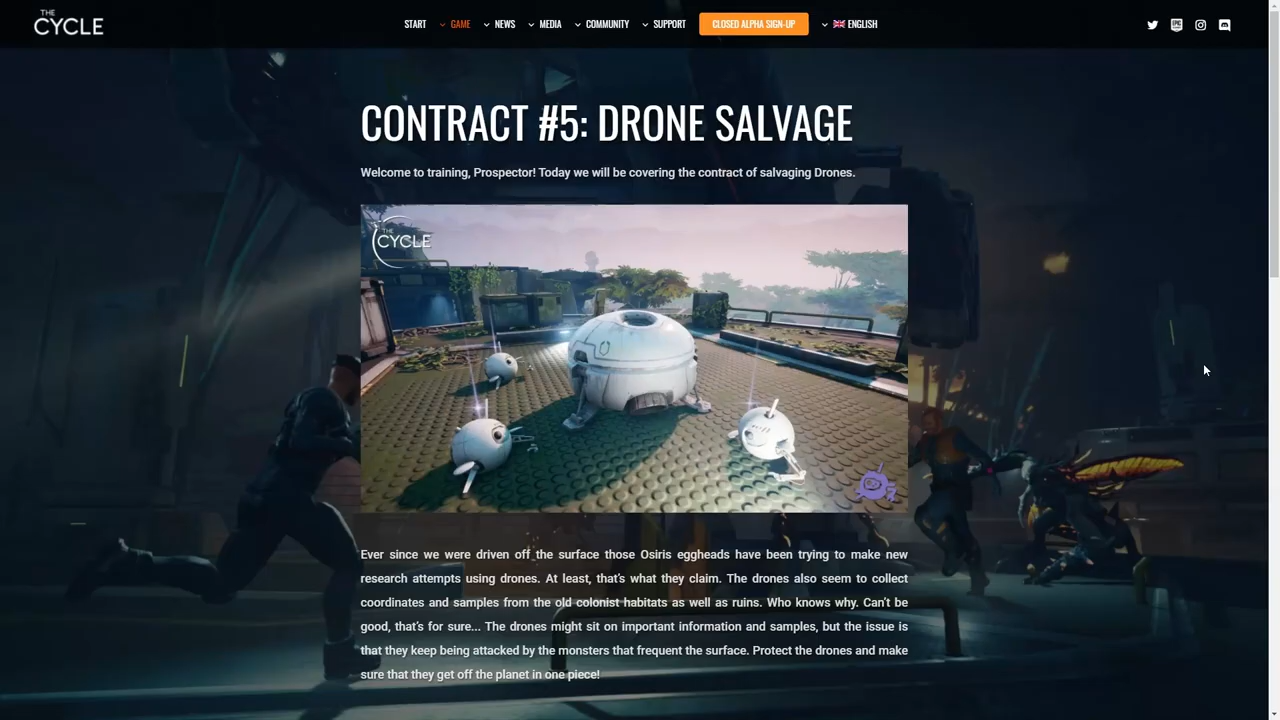 THE
CYCLE
START
GAME
NEWS
MEDIA
COMMUNITY
SUPPORT
CLOSED ALPHA SIGN-UP
ENGLISH
CONTRACT #5: DRONE SALVAGE
Welcome to training, Prospector! Today we will be covering the contract of salvaging Drones.
THE
CYCLE
Ever since we were driven off the surface those Osiris eggheads have been trying to make new
research attempts using drones. At least, that's what they claim. The drones also seem to collect
coordinates and samples from the old colonist habitats as well as ruins. Who knows why. Can't be
good, that's for sure... The drones might sit on important information and samples, but the issue is
that they keep being attacked by the monsters that frequent the surface. Protect the drones and make
sure that they get off the planet in one piece!